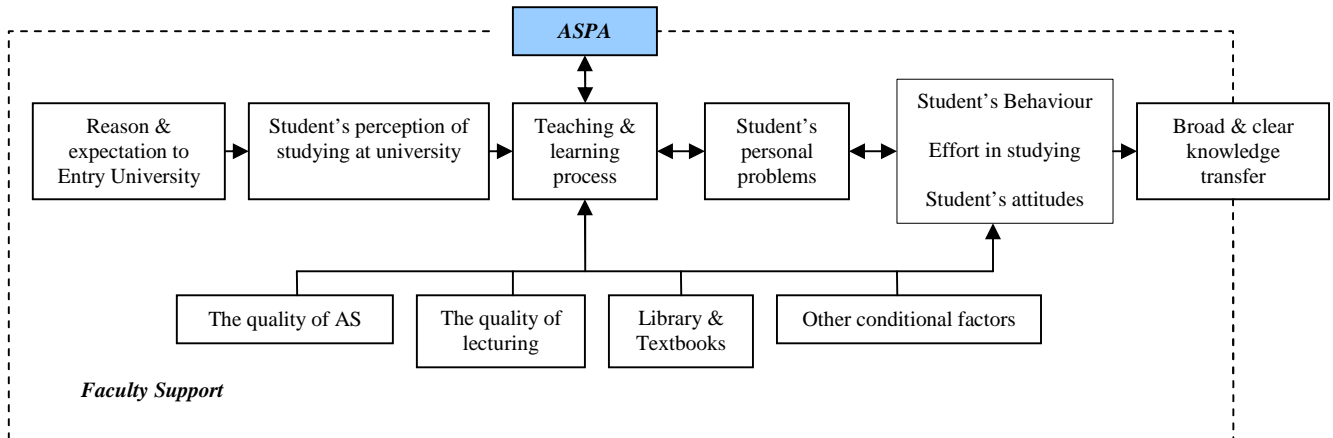 ASPA
Reason &
expectation to
Entry University
Student’s perception of
studying at university
Teaching &
learning
process
Student’s
personal
problems
Student’s Behaviour
Effort in studying
Student’s attitudes
Broad & clear
knowledge
transfer
The quality of AS
The quality of
lecturing
Library &
Textbooks
Other conditional factors
Faculty Support